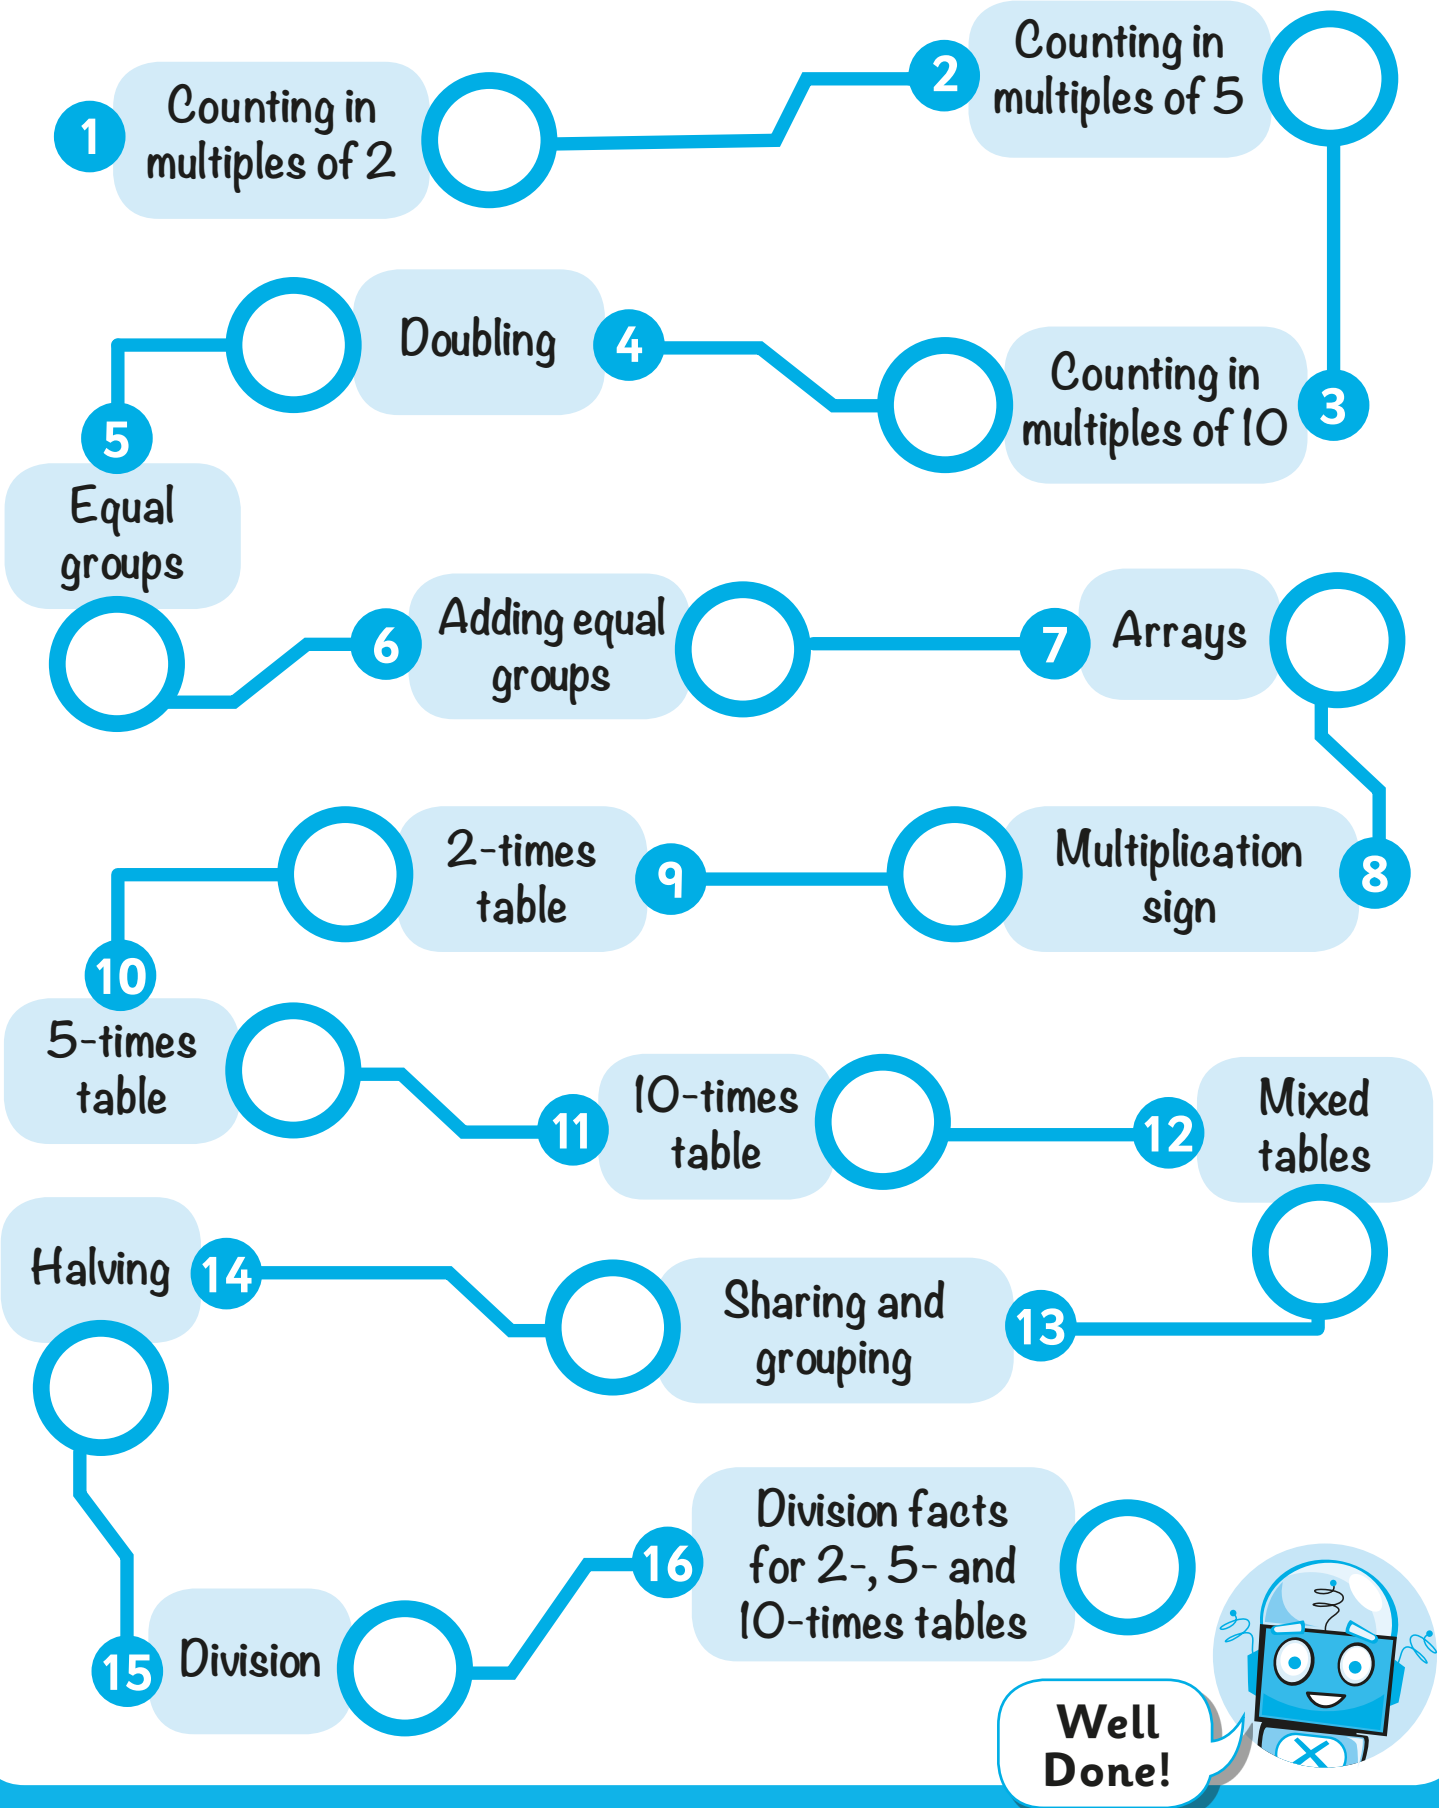 1
Counting in
multiples of 2
2
Counting in
multiples of 5
3
Counting in
multiples of 10
4
Doubling
5
Equal
groups
6
Adding equal
groups
7
Arrays
8
Multiplication
sign
9
2-times
table
10
5-times
table
11
10-times
table
12
Mixed
tables
13
Sharing and
grouping
14
Halving
15
Division
16
Division facts
for 2-, 5- and
10-times tables
Well
Done!